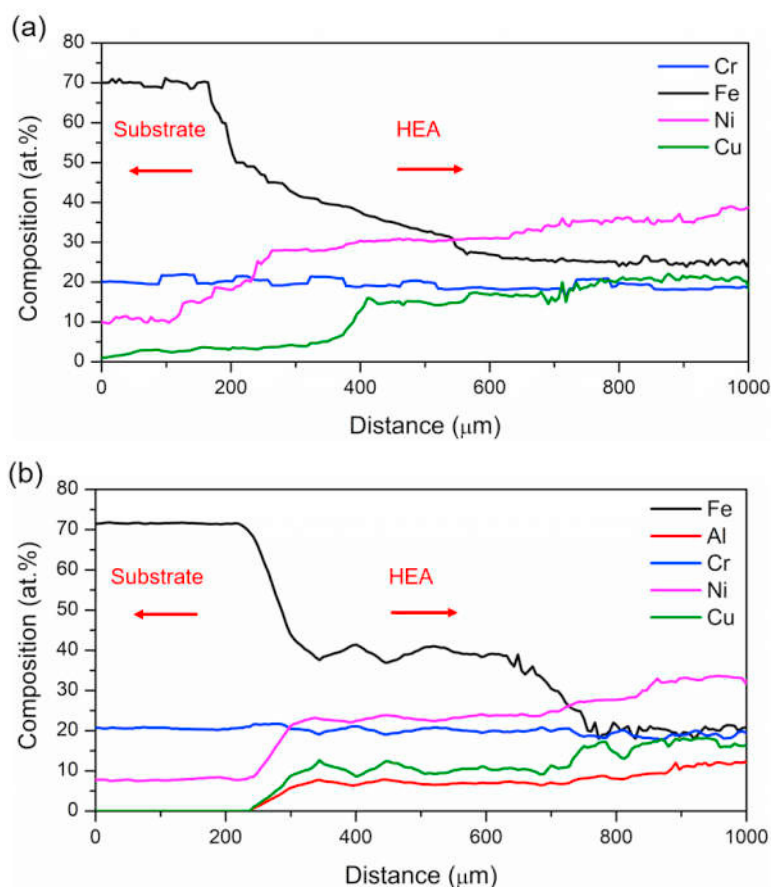 (a)
80
70
60
50
40
30
20
10
0
Composition (at.%)
Substrate
HEA
Cr
Fe
Ni
Cu
0 200 400 600 800 1000
Distance (μm)
(b)
80
70
60
50
40
30
20
10
0
Composition (at.%)
Substrate
HEA
Fe
Al
Cr
Ni
Cu
0 200 400 600 800 1000
Distance (μm)